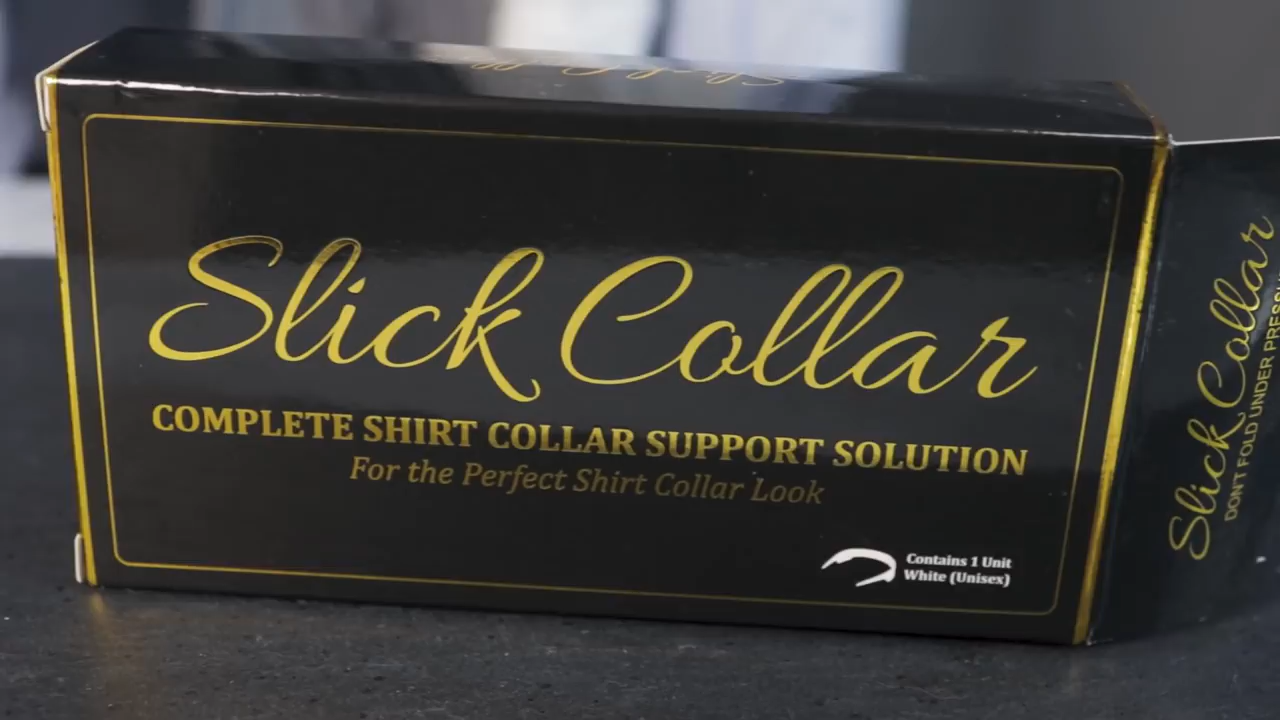 Slick Collar
COMPLETE SHIRT COLLAR SUPPORT SOLUTION
For the Perfect Shirt Collar Look
Contains 1 Unit
White (Unisex)
Slick Collar
DON'T FOLD UNDER